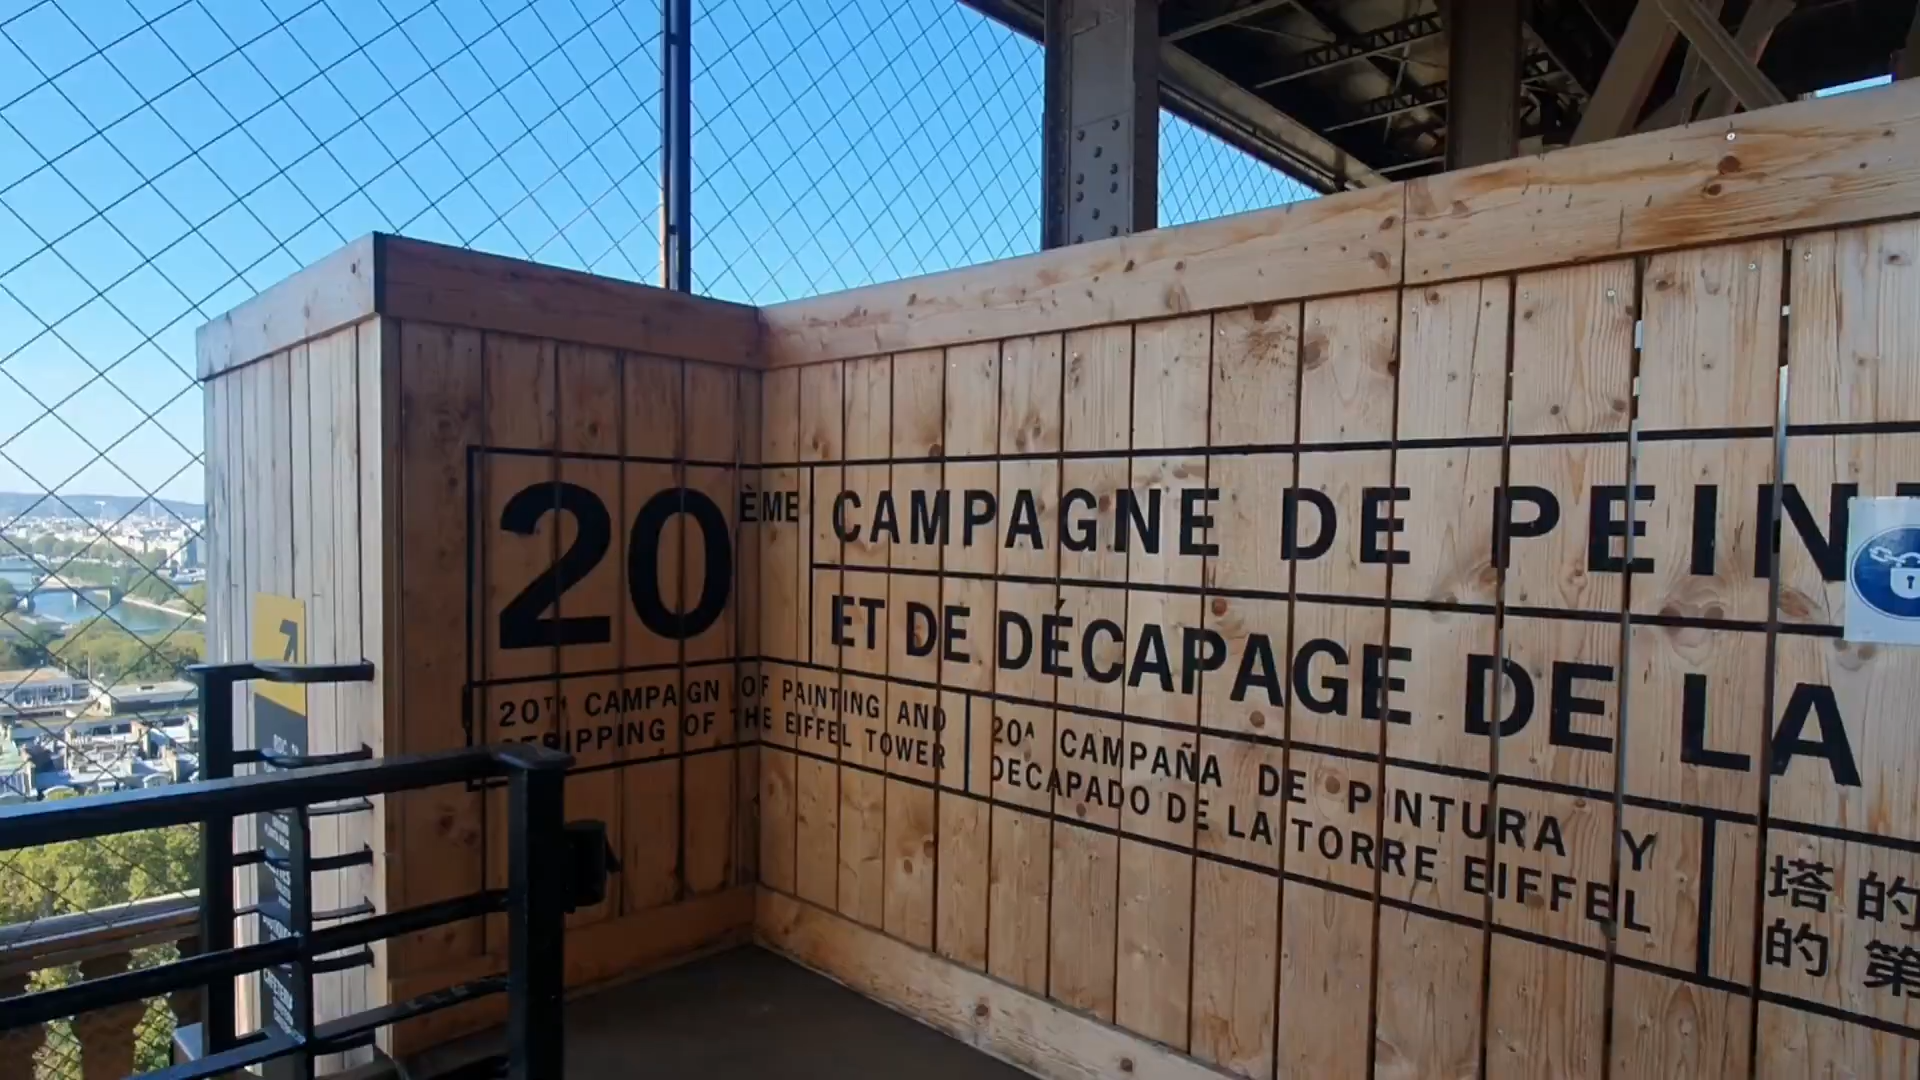 20ÈME
CAMPAGNE DE PEIN
ET DE DÉCAPAGE DE LA
20TH CAMPAIGN OF PAINTING AND
STRIPPING OF THE EIFFEL TOWER
20A CAMPAÑA DE PINTURA Y
DECAPADO DE LA TORRE EIFFEL
塔 的
的 第